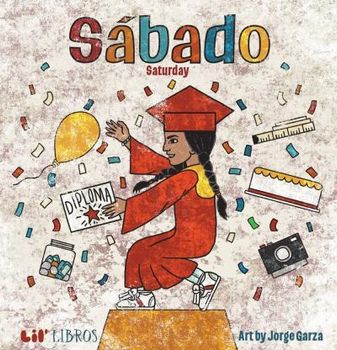 Sábado
Saturday
DIPLOMA
Lil' LIBROS
Art by Jorge Garza